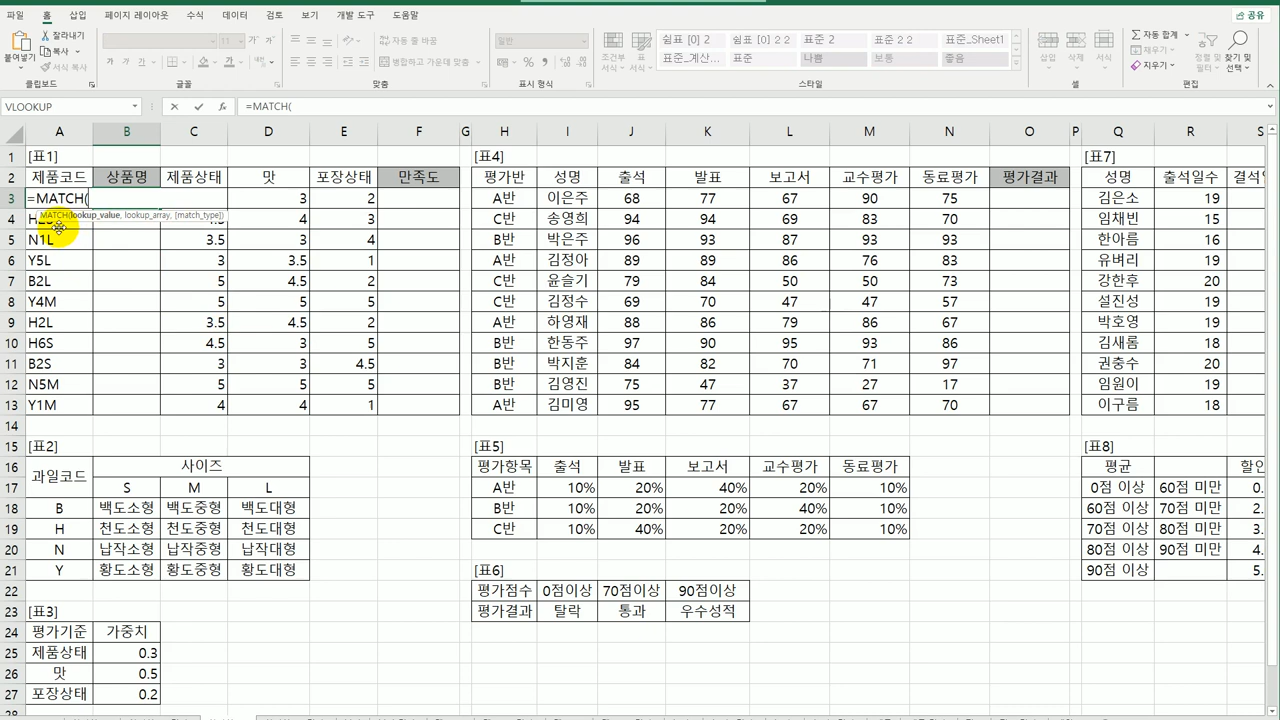 파일 홈 삽입 페이지 레이아웃 수식 데이터 검토 보기 개발 도구 도움말 공유
붙여넣기 잘라내기 복사 서식 복사 클립보드
11 가 가 가 글꼴
자동 줄 바꿈 병합하고 가운데 맞춤 맞춤
일반 % 표시 형식
조건부 서식 표 서식 쉼표 [0] 2 쉼표 [0] 2 2 표준 2 표준 2 2 표준_Sheet1
표준_계산... 표준 나쁨 보통 좋음 스타일
삽입 삭제 서식 셀
자동 합계 채우기 지우기 정렬 및 필터 찾기 및 선택 편집
VLOOKUP fx =MATCH(
A B C D E F G H I J K L M N O P Q R S
1 [표1] [표4] [표7]
2 제품코드 상품명 제품상태 맛 포장상태 만족도 평가반 성명 출석 발표 보고서 교수평가 동료평가 평가결과 성명 출석일수 결석
3 =MATCH( 3 2 A반 이은주 68 77 67 90 75 김은소 19
MATCH(lookup_value, lookup_array, [match_type])
4 4 3 C반 송영희 94 94 69 83 70 임채빈 15
5 N1L 3.5 3 4 B반 박은주 96 93 87 93 93 한아름 16
6 Y5L 3 3.5 1 A반 김정아 89 89 86 76 83 유벼리 19
7 B2L 5 4.5 2 C반 윤슬기 79 84 50 50 73 강한후 20
8 Y4M 5 5 5 C반 김정수 69 70 47 47 57 설진성 19
9 H2L 3.5 4.5 2 A반 하영재 88 86 79 86 67 박호영 19
10 H6S 4.5 3 5 B반 한동주 97 90 95 93 86 김새롬 18
11 B2S 3 3 4.5 B반 박지훈 84 82 70 71 97 권충수 20
12 N5M 5 5 5 B반 김영진 75 47 37 27 17 임원이 19
13 Y1M 4 4 1 A반 김미영 95 77 67 67 70 이구름 18
14
15 [표2] [표5] [표8]
16 과일코드 사이즈 평가항목 출석 발표 보고서 교수평가 동료평가 평균 할인
17 S M L A반 10% 20% 40% 20% 10% 0점 이상 60점 미만 0.
18 B 백도소형 백도중형 백도대형 B반 10% 20% 20% 40% 10% 60점 이상 70점 미만 2.
19 H 천도소형 천도중형 천도대형 C반 10% 40% 20% 20% 10% 70점 이상 80점 미만 3.
20 N 납작소형 납작중형 납작대형 80점 이상 90점 미만 4.
21 Y 황도소형 황도중형 황도대형 [표6] 90점 이상 5.
22 평가점수 0점이상 70점이상 90점이상
23 [표3] 평가결과 탈락 통과 우수성적
24 평가기준 가중치
25 제품상태 0.3
26 맛 0.5
27 포장상태 0.2
28